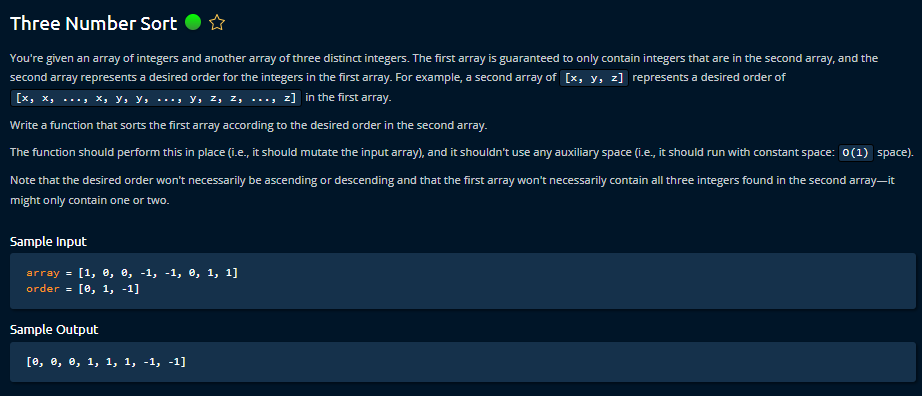 Three Number Sort
You're given an array of integers and another array of three distinct integers. The first array is guaranteed to only contain integers that are in the second array, and the
second array represents a desired order for the integers in the first array. For example, a second array of [x, y, z] represents a desired order of
[x, x, ..., x, y, y, ..., y, z, z, ..., z] in the first array.
Write a function that sorts the first array according to the desired order in the second array.
The function should perform this in place (i.e., it should mutate the input array), and it shouldn't use any auxiliary space (i.e., it should run with constant space: O(1) space).
Note that the desired order won't necessarily be ascending or descending and that the first array won't necessarily contain all three integers found in the second array—it
might only contain one or two.
Sample Input
array = [1, 0, 0, -1, -1, 0, 1, 1]
order = [0, 1, -1]
Sample Output
[0, 0, 0, 1, 1, 1, -1, -1]